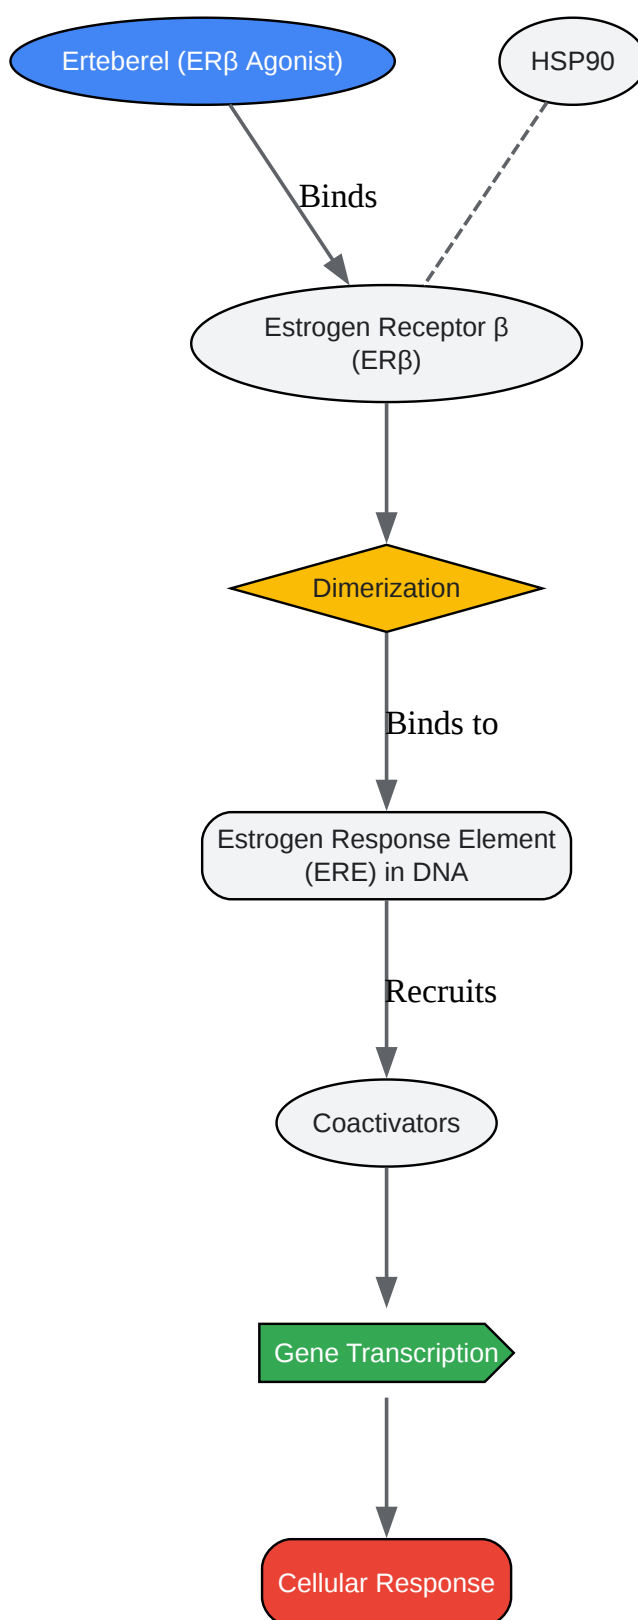 Erteberel (ERβ Agonist)
HSP90
Binds
Estrogen Receptor β
(ERβ)
Dimerization
Binds to
Estrogen Response Element
(ERE) in DNA
Recruits
Coactivators
Gene Transcription
Cellular Response